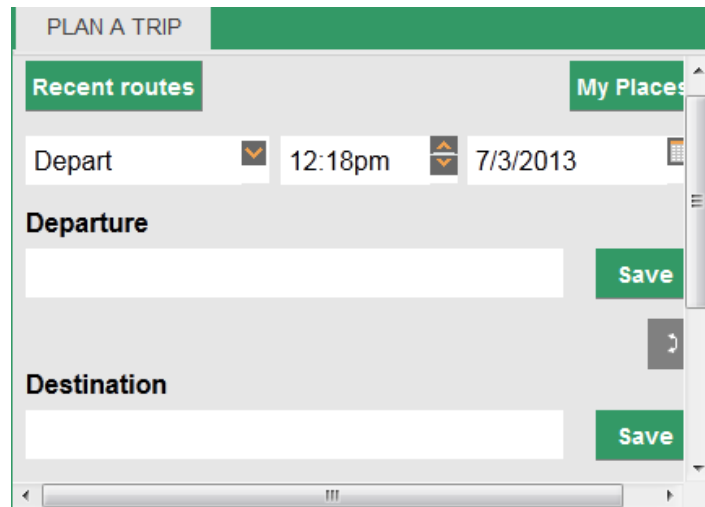 PLAN A TRIP
Recent routes My Places
Depart 12:18pm 7/3/2013
Departure
Save
Destination
Save